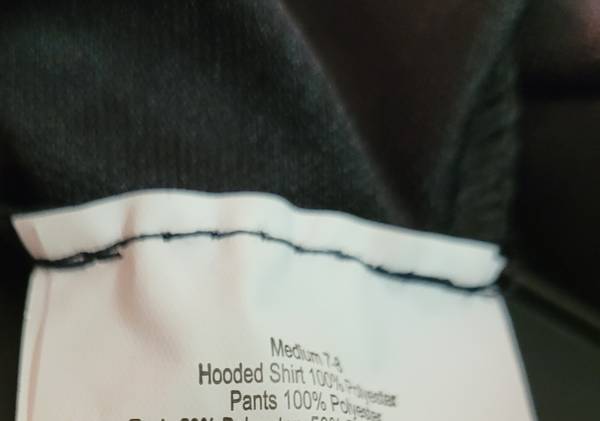 Medium 7-8
Hooded Shirt 100% Polyester
Pants 100% Polyester